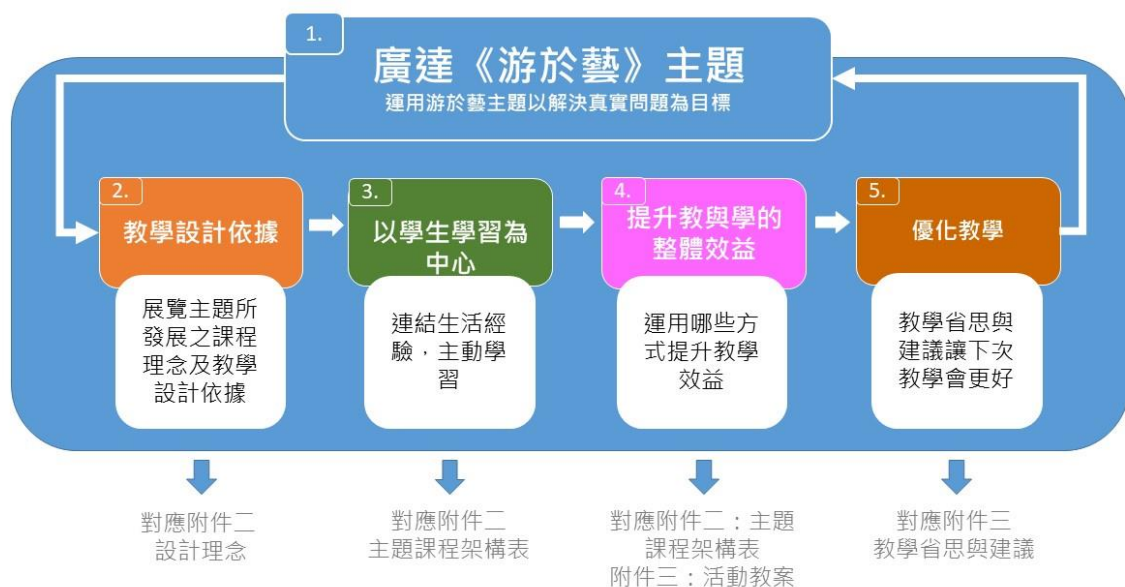 1.
廣達《游於藝》主題
運用游於藝主題以解決真實問題為目標
2.
教學設計依據
展覽主題所
發展之課程
理念及教學
設計依據
3.
以學生學習為
中心
連結生活經
驗，主動學
習
4.
提升教與學的
整體效益
運用哪些方
式提升教學
效益
5.
優化教學
教學省思與
建議讓下次
教學會更好
對應附件二
設計理念
對應附件二
主題課程架構表
對應附件二：主題
課程架構表
附件三：活動教案
對應附件三
教學省思與建議